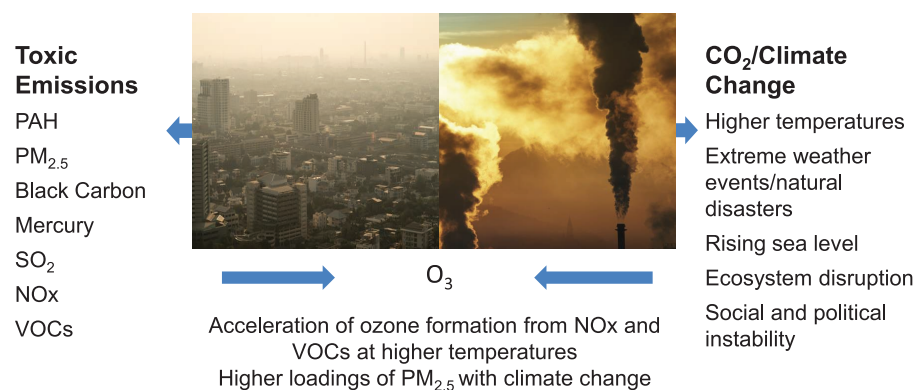 Toxic
Emissions
PAH
PM₂.₅
Black Carbon
Mercury
SO₂
NOx
VOCs
CO₂/Climate
Change
Higher temperatures
Extreme weather
events/natural
disasters
Rising sea level
Ecosystem disruption
Social and political
instability
O₃
Acceleration of ozone formation from NOx and
VOCs at higher temperatures
Higher loadings of PM₂.₅ with climate change